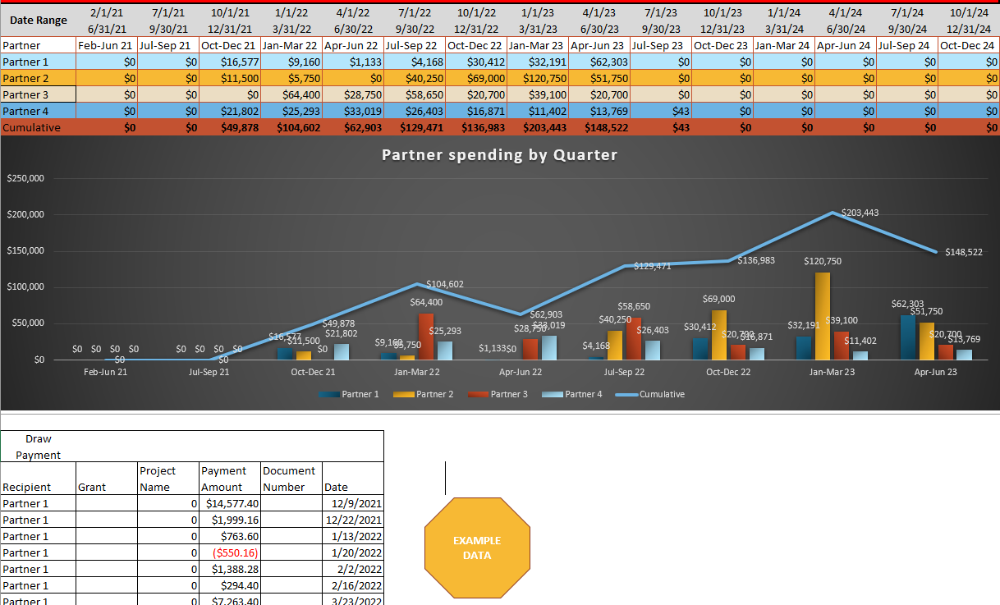 Date Range 2/1/21 7/1/21 10/1/21 1/1/22 4/1/22 7/1/22 10/1/22 1/1/23 4/1/23 7/1/23 10/1/23 1/1/24 4/1/24 7/1/24 10/1/24
6/31/21 9/30/21 12/31/21 3/31/22 6/30/22 9/30/22 12/31/22 3/31/23 6/30/23 9/30/23 12/31/23 3/31/24 6/30/24 9/30/24 12/31/24
Partner Feb-Jun 21 Jul-Sep 21 Oct-Dec 21 Jan-Mar 22 Apr-Jun 22 Jul-Sep 22 Oct-Dec 22 Jan-Mar 23 Apr-Jun 23 Jul-Sep 23 Oct-Dec 23 Jan-Mar 24 Apr-Jun 24 Jul-Sep 24 Oct-Dec 24
Partner 1 $0 $0 $16,577 $9,160 $1,133 $4,168 $30,412 $32,191 $62,303 $0 $0 $0 $0 $0 $0
Partner 2 $0 $0 $11,500 $5,750 $0 $40,250 $69,000 $120,750 $51,750 $0 $0 $0 $0 $0 $0
Partner 3 $0 $0 $0 $64,400 $28,750 $58,650 $20,700 $39,100 $20,700 $0 $0 $0 $0 $0 $0
Partner 4 $0 $0 $21,802 $25,293 $33,019 $26,403 $16,871 $11,402 $13,769 $43 $0 $0 $0 $0 $0
Cumulative $0 $0 $49,878 $104,602 $62,903 $129,471 $136,983 $203,443 $148,522 $43 $0 $0 $0 $0 $0
Partner spending by Quarter
$250,000
$200,000 $203,443
$150,000 $129,471 $136,983 $120,750 $148,522
$100,000 $104,602 $64,400 $62,903 $58,650 $69,000 $62,303
$50,000 $49,878 $28,750 $33,019 $40,250 $39,100 $51,750
$16,577 $11,500 $21,802 $25,293 $26,403 $30,412 $20,700 $16,871 $32,191 $11,402 $20,700 $13,769
$0 $0 $0 $0 $0 $0 $0 $0 $0 $9,160 $5,750 $1,133 $0 $4,168
$0 $0 $0
Feb-Jun 21 Jul-Sep 21 Oct-Dec 21 Jan-Mar 22 Apr-Jun 22 Jul-Sep 22 Oct-Dec 22 Jan-Mar 23 Apr-Jun 23
Partner 1 Partner 2 Partner 3 Partner 4 Cumulative
Draw
Payment
Project Payment Document
Recipient Grant Name Amount Number Date
Partner 1 0 $14,577.40 12/9/2021
Partner 1 0 $1,999.16 12/22/2021
Partner 1 0 $763.60 1/13/2022
Partner 1 0 ($550.16) 1/20/2022
Partner 1 0 $1,388.28 2/2/2022
Partner 1 0 $294.40 2/16/2022
Partner 1 0 $7,263.40 3/23/2022
EXAMPLE
DATA